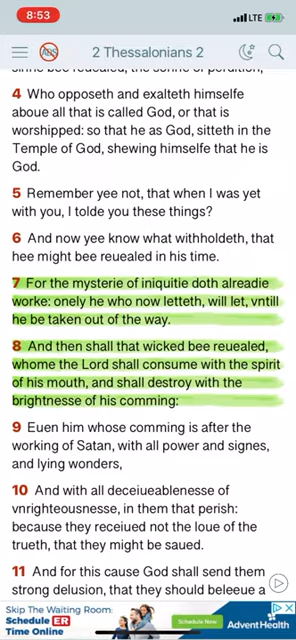 8:53
LTE
ADS
2 Thessalonians 2
sinne bee reuealed, the sonne of perdition,
4 Who opposeth and exalteth himselfe
aboue all that is called God, or that is
worshipped: so that he as God, sitteth in the
Temple of God, shewing himselfe that he is
God.
5 Remember yee not, that when I was yet
with you, I tolde you these things?
6 And now yee know what withholdeth, that
hee might bee reuealed in his time.
7 For the mysterie of iniquitie doth alreadie
worke: onely he who now letteth, will let, vntill
he be taken out of the way.
8 And then shall that wicked bee reuealed,
whome the Lord shall consume with the spirit
of his mouth, and shall destroy with the
brightnesse of his comming:
9 Euen him whose comming is after the
working of Satan, with all power and signes,
and lying wonders,
10 And with all deceiueablenesse of
vnrighteousnesse, in them that perish:
because they receiued not the loue of the
trueth, that they might be saued.
11 And for this cause God shall send them
strong delusion, that they should beleeue a
Skip The Waiting Room:
Schedule ER
Time Online
Schedule Now
AdventHealth